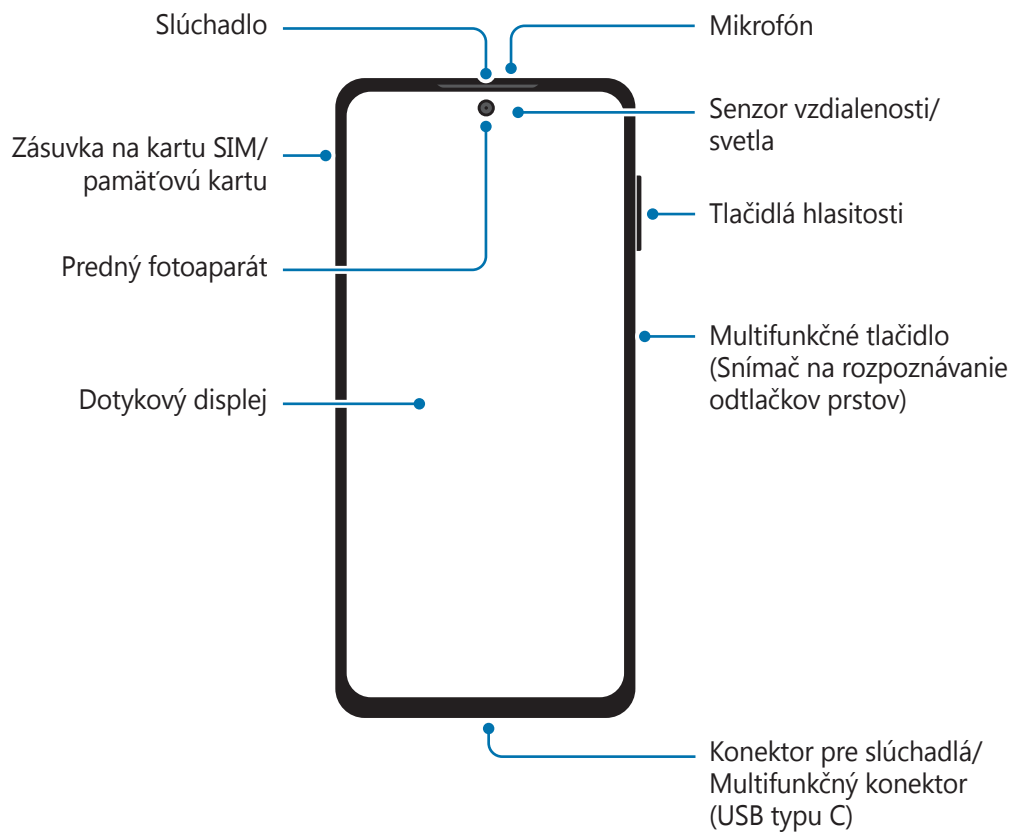 Slúchadlo
Zásuvka na kartu SIM/
pamäťovú kartu
Predný fotoaparát
Dotykový displej
Mikrofón
Senzor vzdialenosti/
svetla
Tlačidlá hlasitosti
Multifunkčné tlačidlo
(Snímač na rozpoznávanie
odtlačkov prstov)
Konektor pre slúchadlá/
Multifunkčný konektor
(USB typu C)